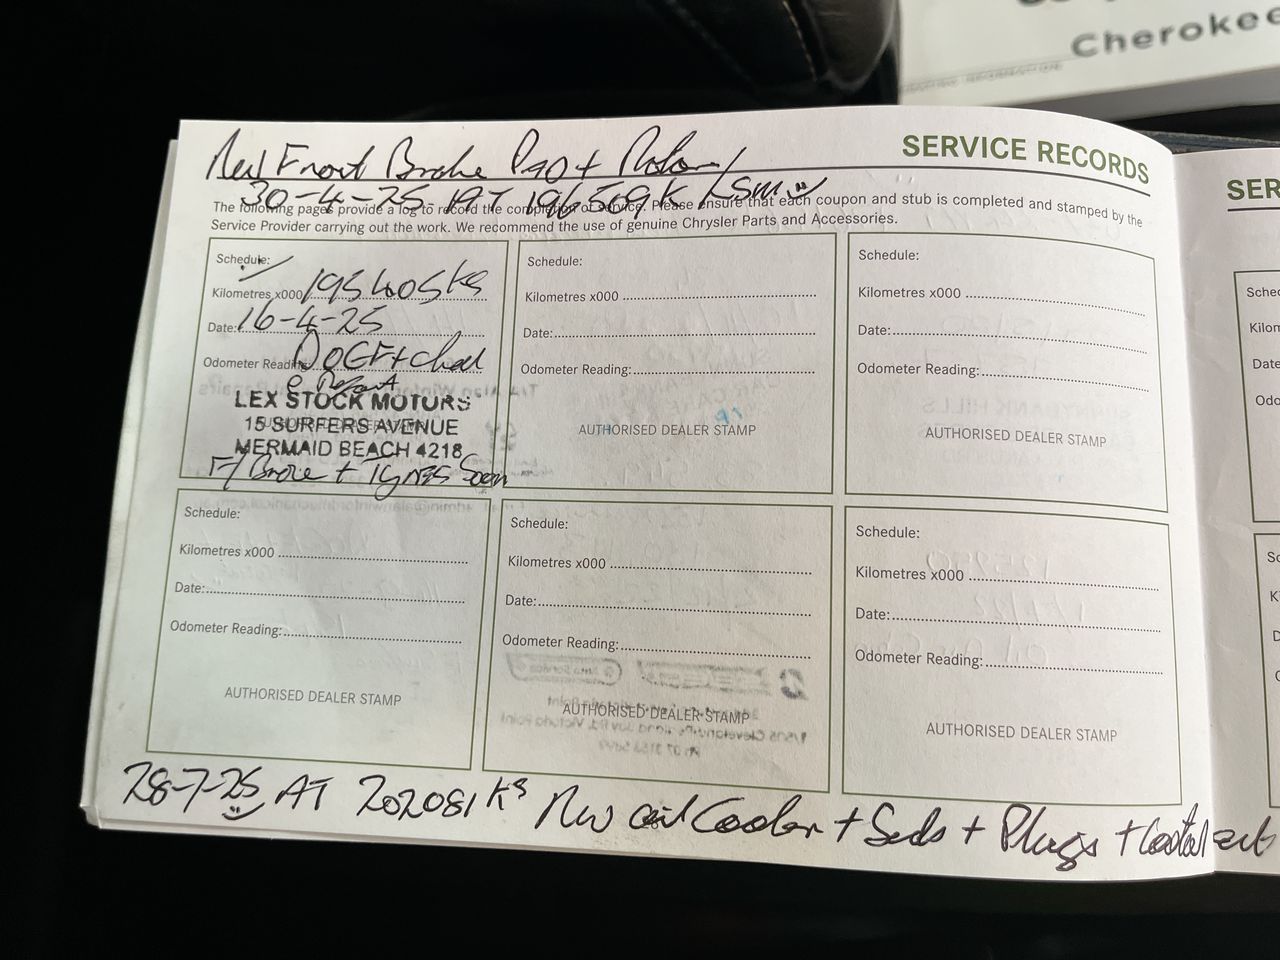 Cherokee
New Front Brake Pad + Rotors
SERVICE RECORDS
30-4-25 AT 196569K LSM
The following pages provide a log to record the completion of service. Please ensure that each coupon and stub is completed and stamped by the
Service Provider carrying out the work. We recommend the use of genuine Chrysler Parts and Accessories.
Schedule:
Kilometres x000 195405 Ks
Date: 16-4-25
Odometer Reading:
LEX STOCK MOTORS
15 SURFERS AVENUE
MERMAID BEACH 4218
F/ Brake + Tyres Soon
Schedule:
Kilometres x000
Date:
Odometer Reading:
AUTHORISED DEALER STAMP
Schedule:
Kilometres x000
Date:
Odometer Reading:
AUTHORISED DEALER STAMP
Schedule:
Kilometres x000
Date:
Odometer Reading:
AUTHORISED DEALER STAMP
Schedule:
Kilometres x000
Date:
Odometer Reading:
AUTHORISED DEALER STAMP
Schedule:
Kilometres x000
Date:
Odometer Reading:
AUTHORISED DEALER STAMP
28-7-25 AT 202081 Ks New oil Cooler + Seals + Plugs +
SER